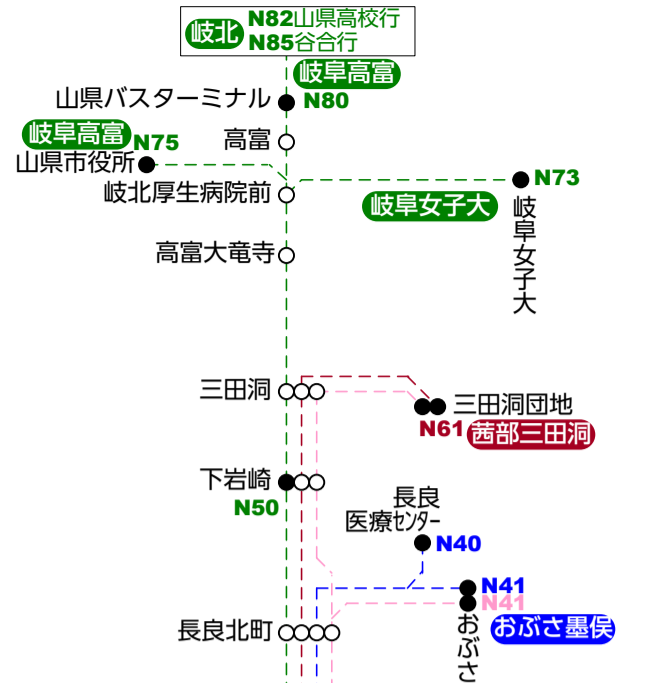 岐北 N82山県高校行
N85谷合行
岐阜高富
山県バスターミナル N80
岐阜高富 N75
高富
山県市役所
N73
岐北厚生病院前
岐阜女子大
岐阜女子大
高富大竜寺
三田洞
三田洞団地
N61 茜部三田洞
下岩崎
N50
長良
医療センター
N40
N41
N41
長良北町
おぶさ
おぶさ墨俣